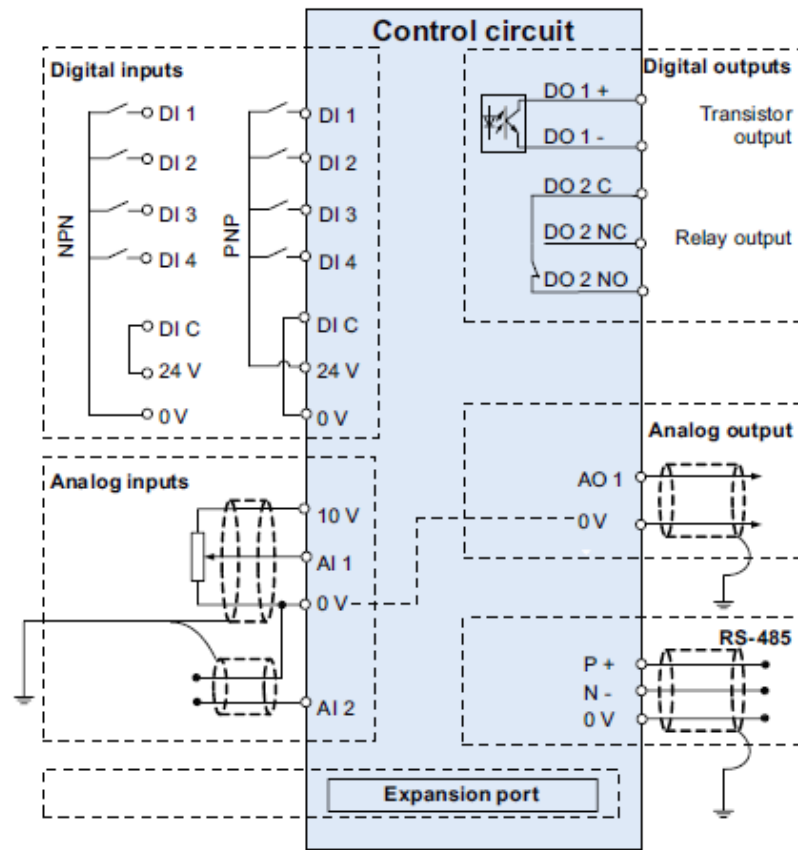 Control circuit
Digital inputs
NPN
DI 1
DI 2
DI 3
DI 4
DI C
24 V
0 V
PNP
DI 1
DI 2
DI 3
DI 4
DI C
24 V
0 V
Digital outputs
DO 1 +
DO 1 -
Transistor
output
DO 2 C
DO 2 NC
DO 2 NO
Relay output
Analog inputs
10 V
AI 1
0 V
AI 2
Analog output
AO 1
0 V
RS-485
P +
N -
0 V
Expansion port